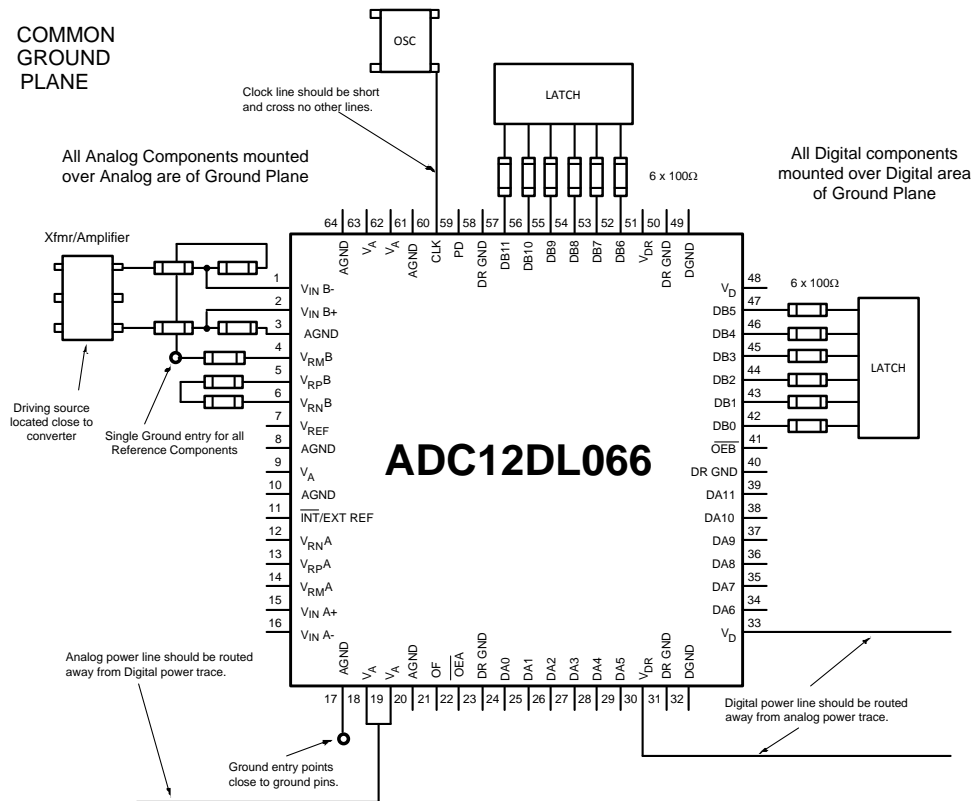 COMMON
GROUND
PLANE
OSC
Clock line should be short
and cross no other lines.
LATCH
6 x 100Ω
All Analog Components mounted
over Analog are of Ground Plane
All Digital components
mounted over Digital area
of Ground Plane
Xfmr/Amplifier
64 63 62 61 60 59 58 57 56 55 54 53 52 51 50 49
AGND VA VA AGND CLK PD DR GND DB11 DB10 DB9 DB8 DB7 DB6 VDR DR GND DGND
1 VIN B-
2 VIN B+
3 AGND
4 VRMB
5 VRPB
6 VRNB
7 VREF
8 AGND
9 VA
10 AGND
11 INT/EXT REF
12 VRNA
13 VRPA
14 VRMA
15 VIN A+
16 VIN A-
Driving source
located close to
converter
Single Ground entry for all
Reference Components
ADC12DL066
VD 48
DB5 47
DB4 46
DB3 45
DB2 44
DB1 43
DB0 42
OEB 41
DR GND 40
DA11 39
DA10 38
DA9 37
DA8 36
DA7 35
DA6 34
VD 33
6 x 100Ω
LATCH
AGND VA VA AGND OF OEA DR GND DA0 DA1 DA2 DA3 DA4 DA5 VDR DR GND DGND
17 18 19 20 21 22 23 24 25 26 27 28 29 30 31 32
Analog power line should be routed
away from Digital power trace.
Ground entry points
close to ground pins.
Digital power line should be routed
away from analog power trace.